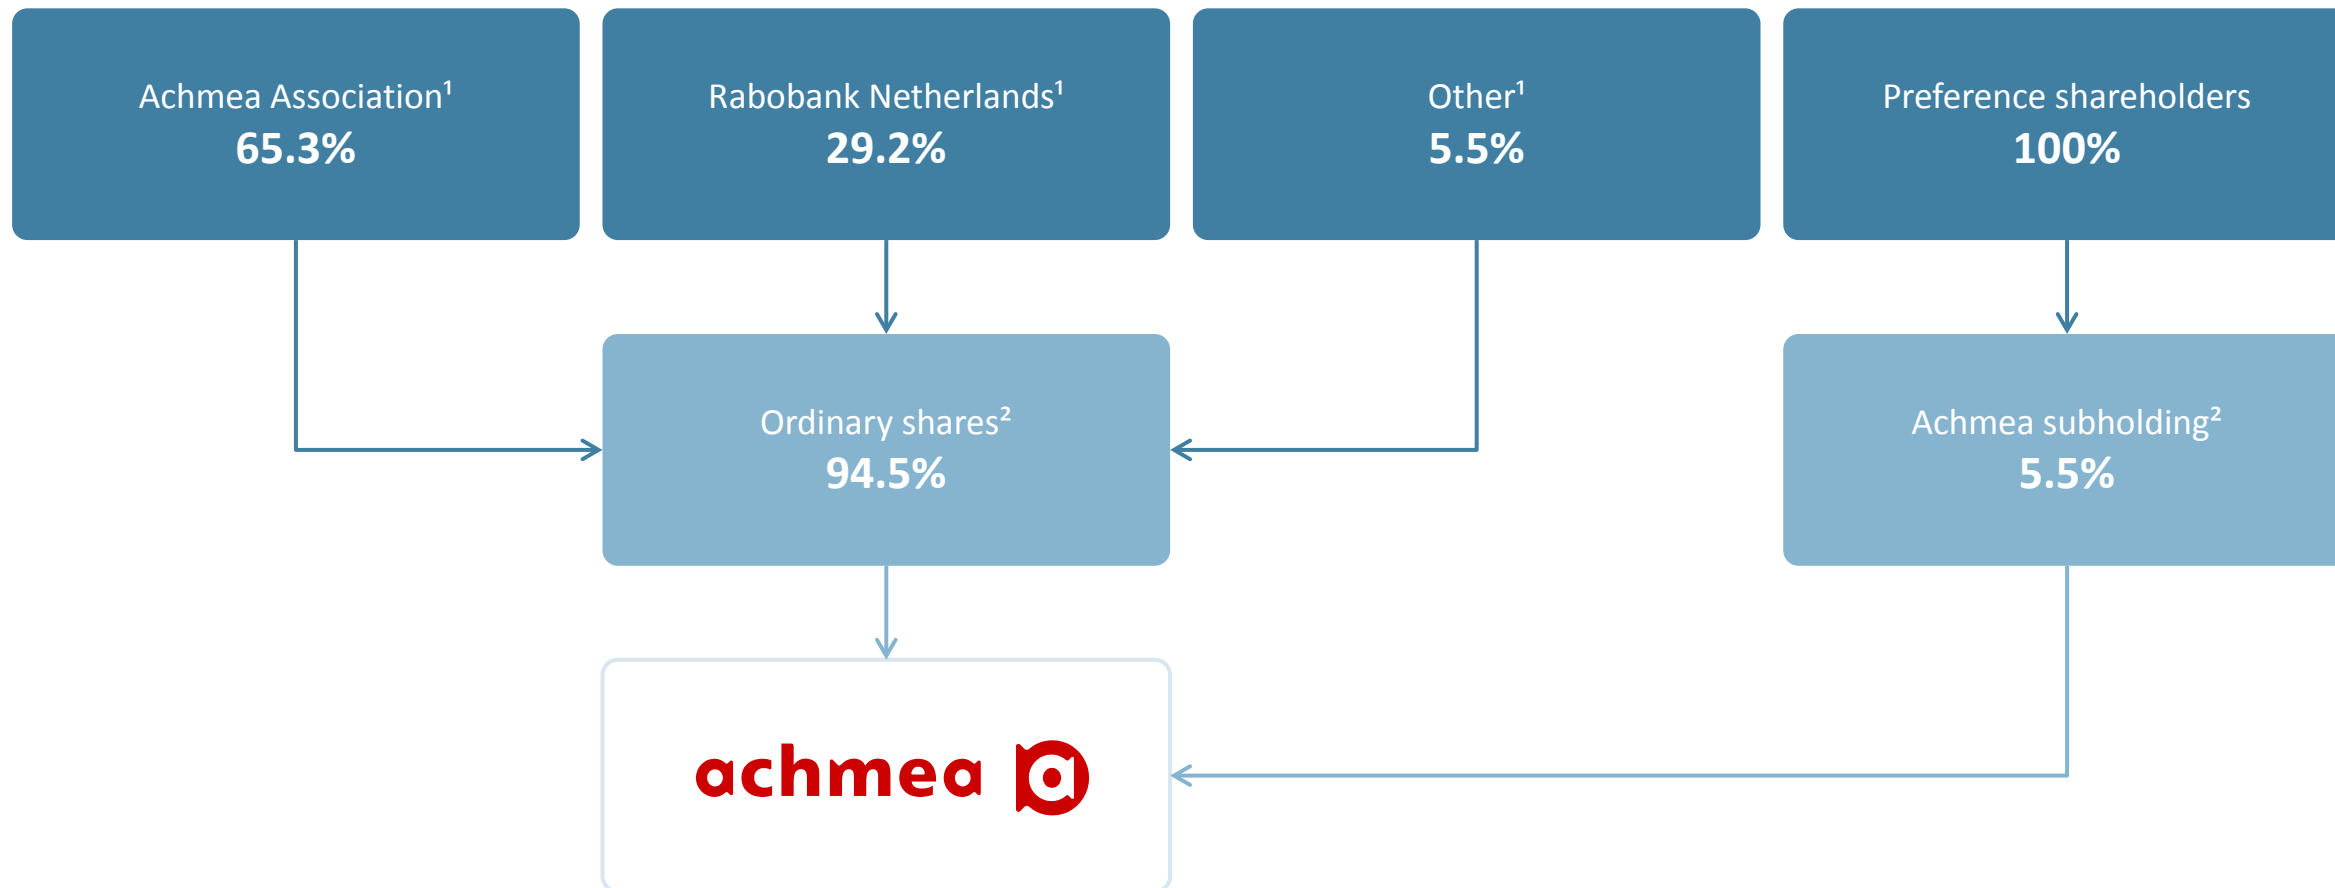 Achmea Association¹
65.3%
Rabobank Netherlands¹
29.2%
Other¹
5.5%
Preference shareholders
100%
Ordinary shares²
94.5%
Achmea subholding²
5.5%
achmea